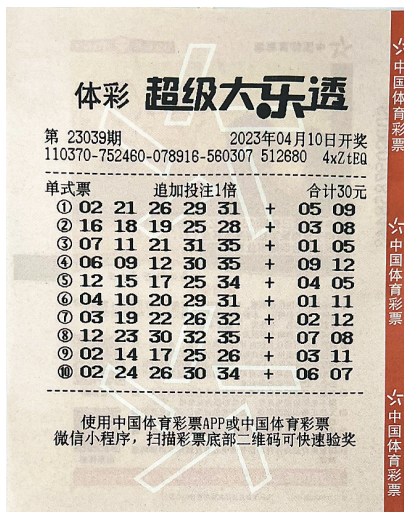 体彩 超级大乐透
第 23039期 2023年04月10日开奖
110370-752460-078916-560307 512680 4xZtEQ
单式票 追加投注1倍 合计30元
① 02 21 26 29 31 + 05 09
② 16 18 19 25 28 + 03 08
③ 07 11 21 31 35 + 01 05
④ 06 09 12 30 35 + 09 12
⑤ 12 15 17 25 34 + 04 05
⑥ 04 10 20 29 31 + 01 11
⑦ 03 19 22 26 32 + 02 12
⑧ 12 23 30 32 35 + 07 08
⑨ 02 14 17 25 26 + 03 11
⑩ 02 24 26 30 34 + 06 07
使用中国体育彩票APP或中国体育彩票
微信小程序，扫描彩票底部二维码可快速验奖
中国体育彩票
中国体育彩票
中国体育彩票